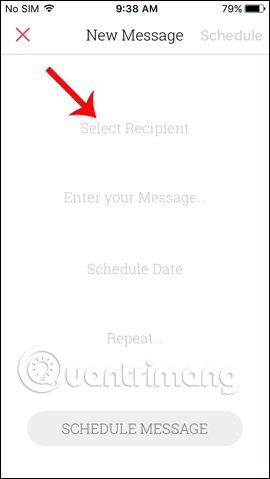 No SIM 9:38 AM 79%
New Message Schedule
Select Recipient
Enter your Message...
Schedule Date
Repeat...
Quantrimang
SCHEDULE MESSAGE